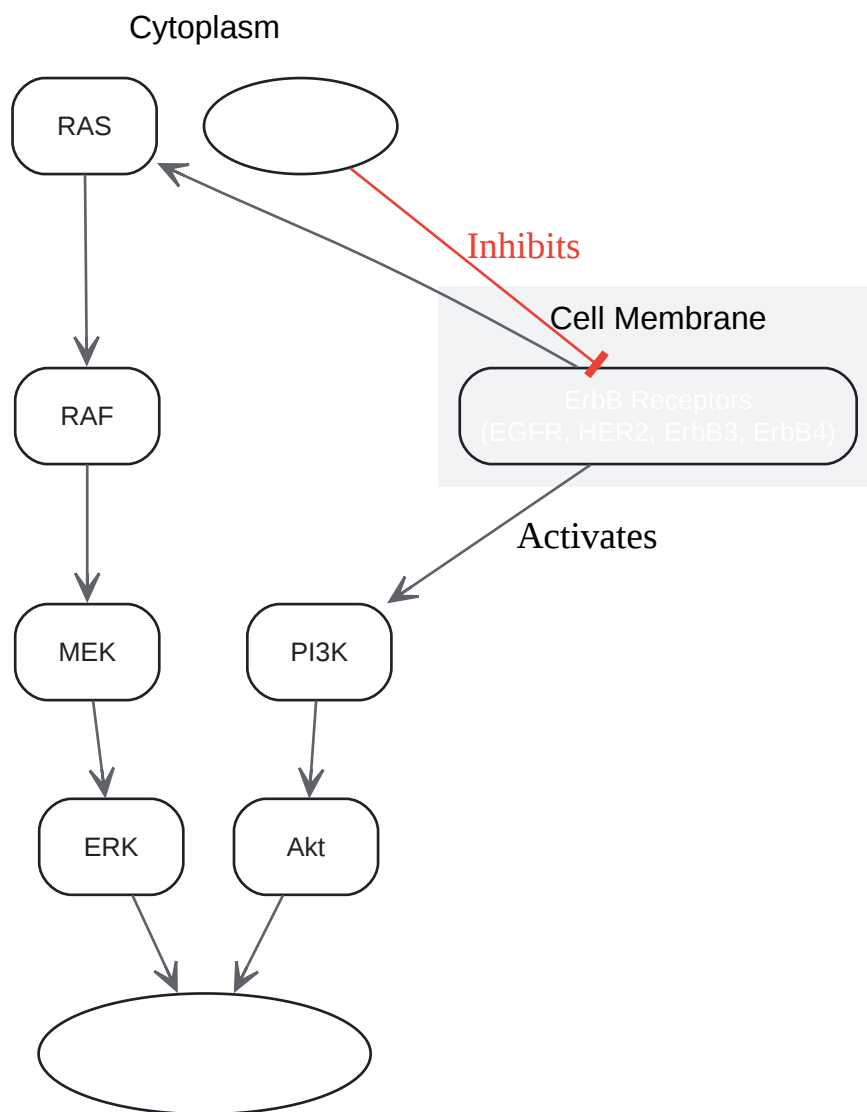 Cytoplasm
RAS
Inhibits
Cell Membrane
ErbB Receptors
(EGFR, HER2, ErbB3, ErbB4)
RAF
Activates
MEK
PI3K
ERK
Akt